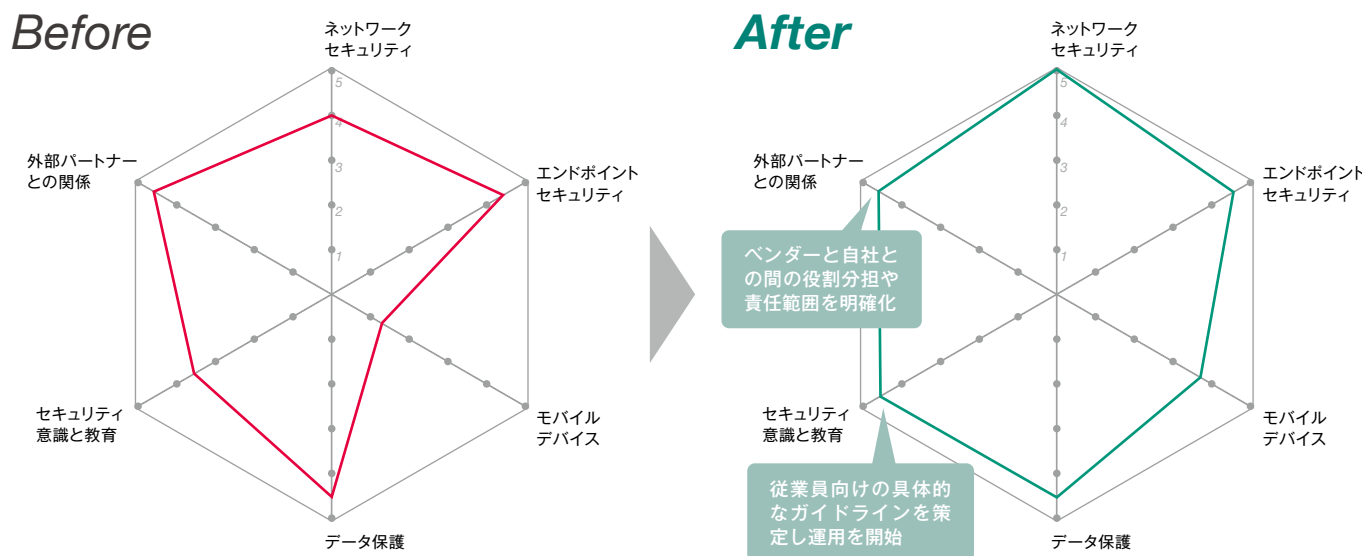 Before
ネットワーク
セキュリティ
5
4
3
2
1
エンドポイント
セキュリティ
モバイル
デバイス
データ保護
セキュリティ
意識と教育
外部パートナー
との関係
After
ネットワーク
セキュリティ
5
4
3
2
1
エンドポイント
セキュリティ
モバイル
デバイス
データ保護
セキュリティ
意識と教育
外部パートナー
との関係
ベンダーと自社と
の間の役割分担や
責任範囲を明確化
従業員向けの具体的
なガイドラインを策
定し運用を開始